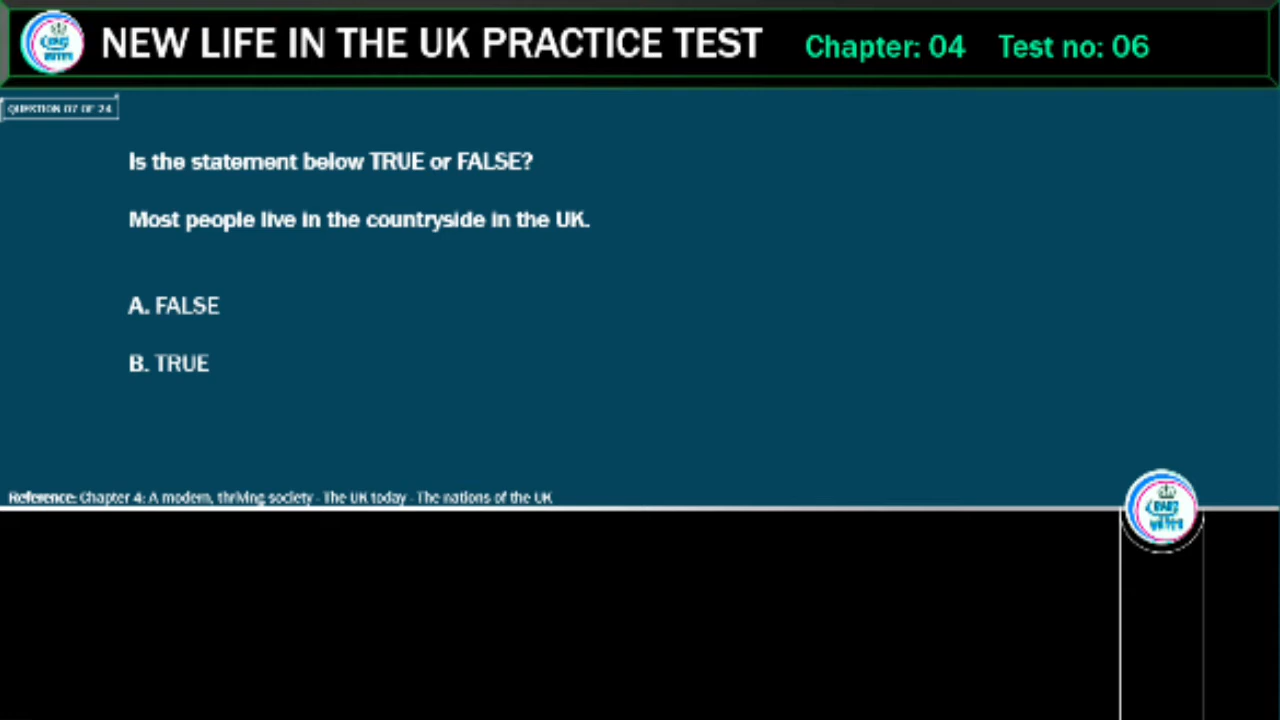 NEW LIFE IN THE UK PRACTICE TEST Chapter: 04 Test no: 06
QUESTION 07 OF 24
Is the statement below TRUE or FALSE?
Most people live in the countryside in the UK.
A. FALSE
B. TRUE
Reference: Chapter 4: A modern, thriving society - The UK today - The nations of the UK